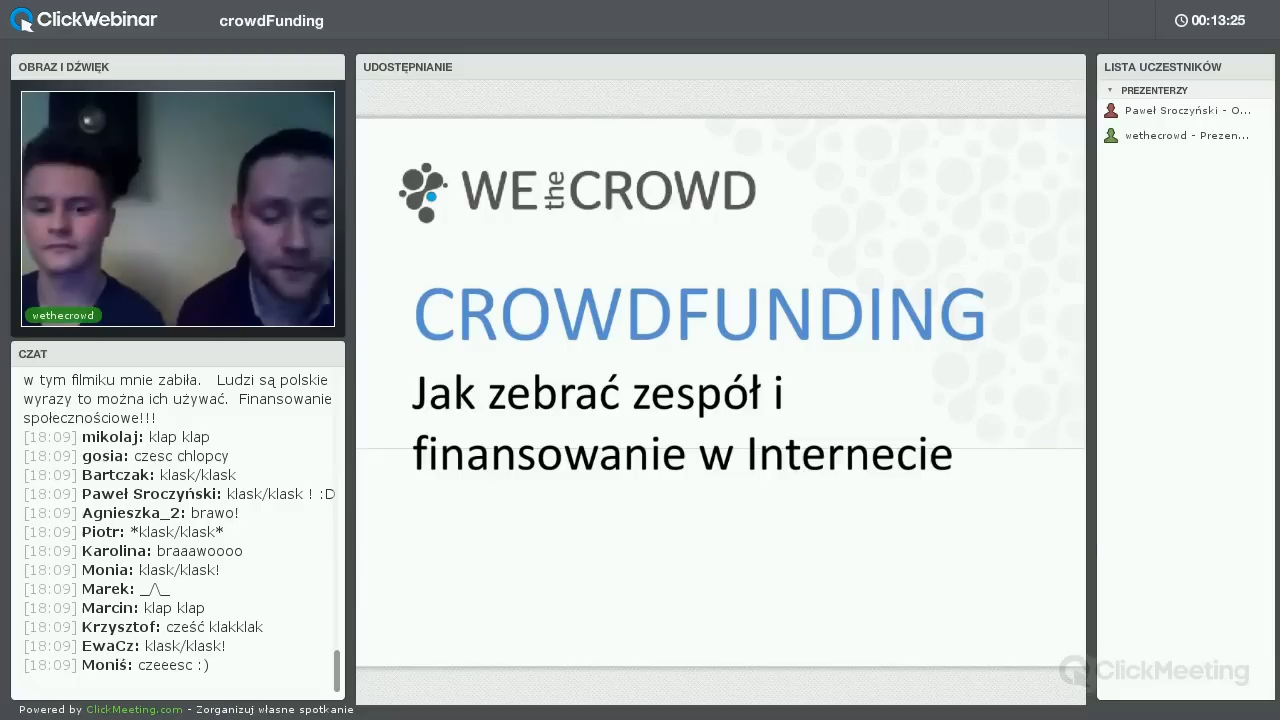 ClickWebinar
crowdFunding
00:13:25
OBRAZ I DŹWIĘK
wethecrowd
CZAT
w tym filmiku mnie zabiła. Ludzi są polskie
wyrazy to można ich używać. Finansowanie
społecznościowe!!!
[18:09] mikolaj: klap klap
[18:09] gosia: czesc chlopcy
[18:09] Bartczak: klask/klask
[18:09] Paweł Sroczyński: klask/klask ! :D
[18:09] Agnieszka_2: brawo!
[18:09] Piotr: *klask/klask*
[18:09] Karolina: braaawoooo
[18:09] Monia: klask/klask!
[18:09] Marek: _/\_
[18:09] Marcin: klap klap
[18:09] Krzysztof: cześć klakklak
[18:09] EwaCz: klask/klask!
[18:09] Moniś: czeeesc :)
UDOSTĘPNIANIE
WE the CROWD
CROWDFUNDING
Jak zebrać zespół i
finansowanie w Internecie
LISTA UCZESTNIKÓW
PREZENTERZY
Paweł Sroczyński - O...
wethecrowd - Prezen...
ClickMeeting
Powered by ClickMeeting.com - Zorganizuj własne spotkanie